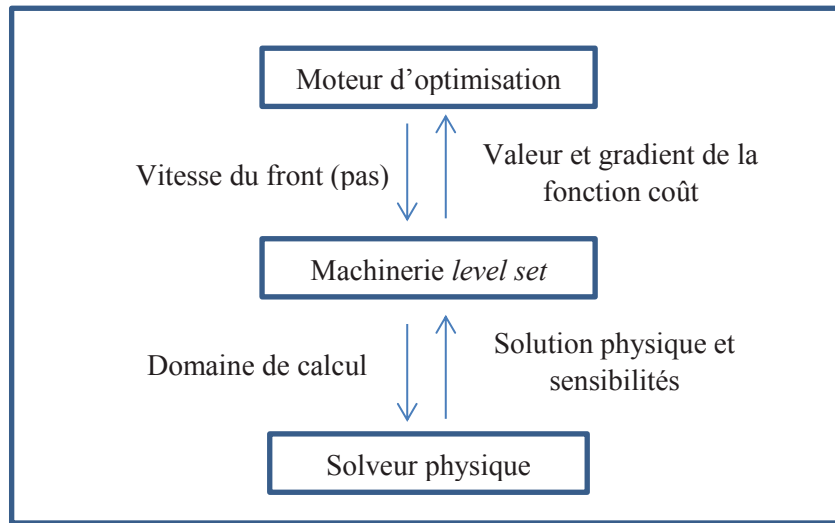 Moteur d’optimisation
Vitesse du front (pas)
Valeur et gradient de la
fonction coût
Machinerie level set
Domaine de calcul
Solution physique et
sensibilités
Solveur physique